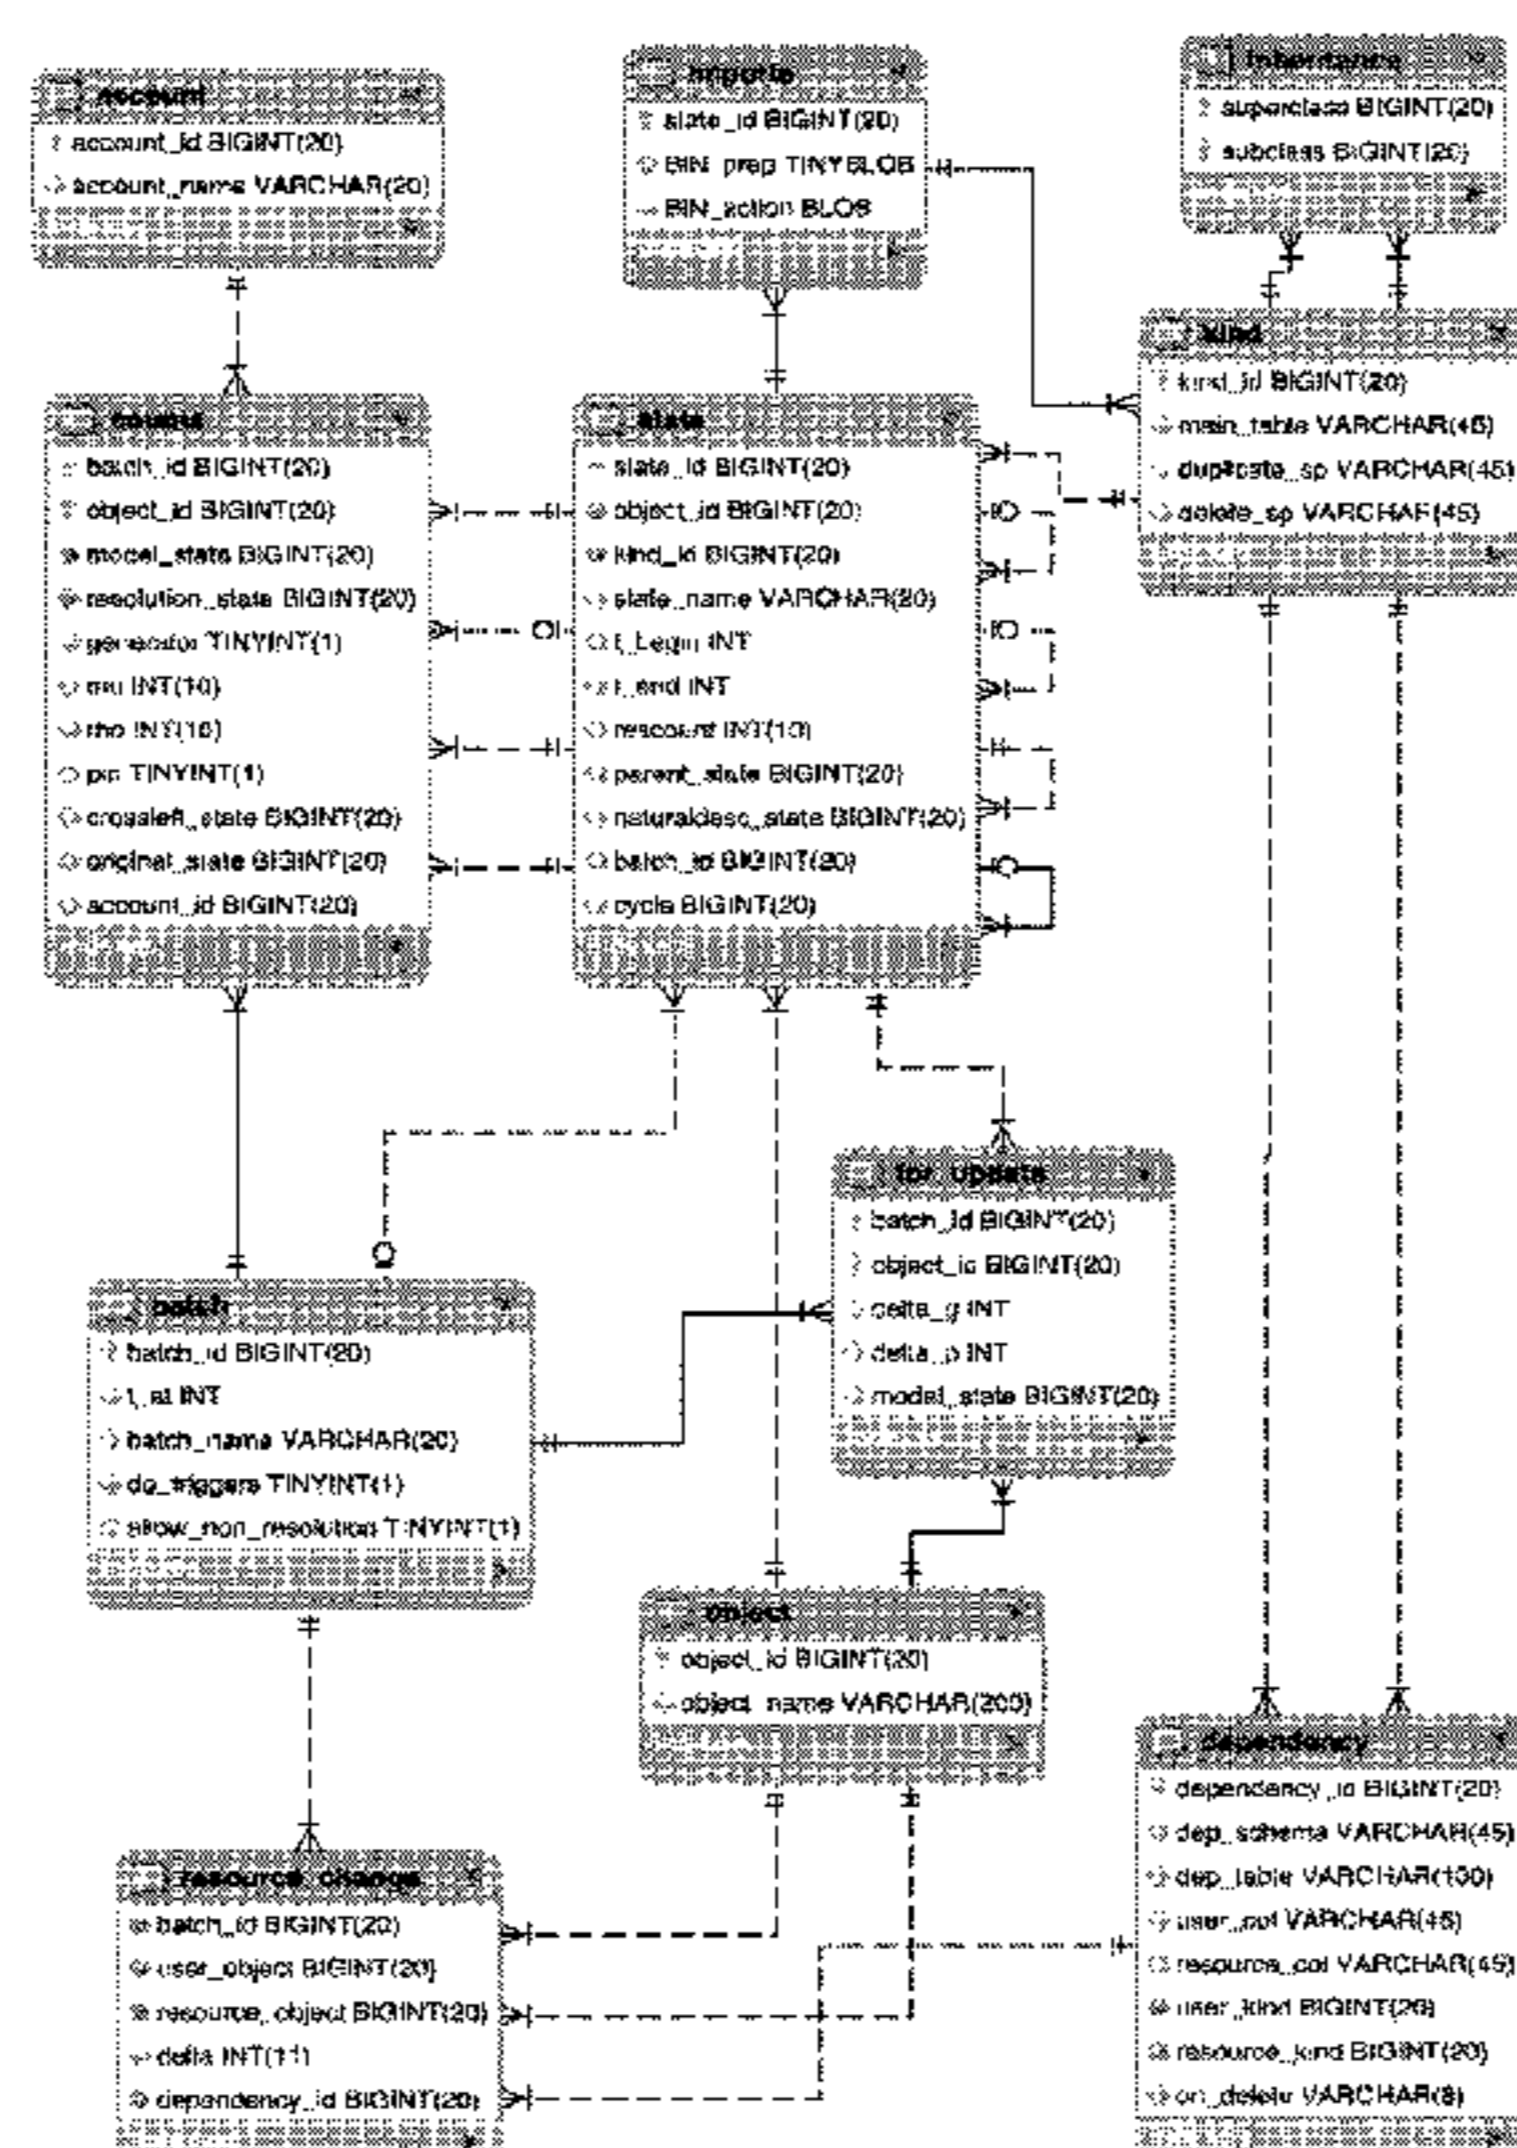 account
account_id BIGINT(20)
account_name VARCHAR(20)
imports
state_id BIGINT(20)
BIN_prep TINYBLOB
BIN_action BLOB
inheritance
superclass BIGINT(20)
subclass BIGINT(20)
kind
kind_id BIGINT(20)
main_table VARCHAR(45)
duplicate_sp VARCHAR(45)
delete_sp VARCHAR(45)
counts
batch_id BIGINT(20)
object_id BIGINT(20)
model_state BIGINT(20)
resolution_state BIGINT(20)
generator TINYINT(1)
mu INT(10)
rho INT(10)
pin TINYINT(1)
crossleft_state BIGINT(20)
original_state BIGINT(20)
account_id BIGINT(20)
state
state_id BIGINT(20)
object_id BIGINT(20)
kind_id BIGINT(20)
state_name VARCHAR(20)
t_begin INT
t_end INT
rescount INT(10)
parent_state BIGINT(20)
naturaldesc_state BIGINT(20)
batch_id BIGINT(20)
cycle BIGINT(20)
for_update
batch_id BIGINT(20)
object_id BIGINT(20)
delta_g INT
delta_p INT
model_state BIGINT(20)
batch
batch_id BIGINT(20)
t_at INT
batch_name VARCHAR(20)
do_triggers TINYINT(1)
allow_non_resolution TINYINT(1)
object
object_id BIGINT(20)
object_name VARCHAR(200)
dependency
dependency_id BIGINT(20)
dep_schema VARCHAR(45)
dep_table VARCHAR(100)
user_col VARCHAR(45)
resource_col VARCHAR(45)
user_kind BIGINT(20)
resource_kind BIGINT(20)
on_delete VARCHAR(8)
resource_change
batch_id BIGINT(20)
user_object BIGINT(20)
resource_object BIGINT(20)
delta INT(11)
dependency_id BIGINT(20)